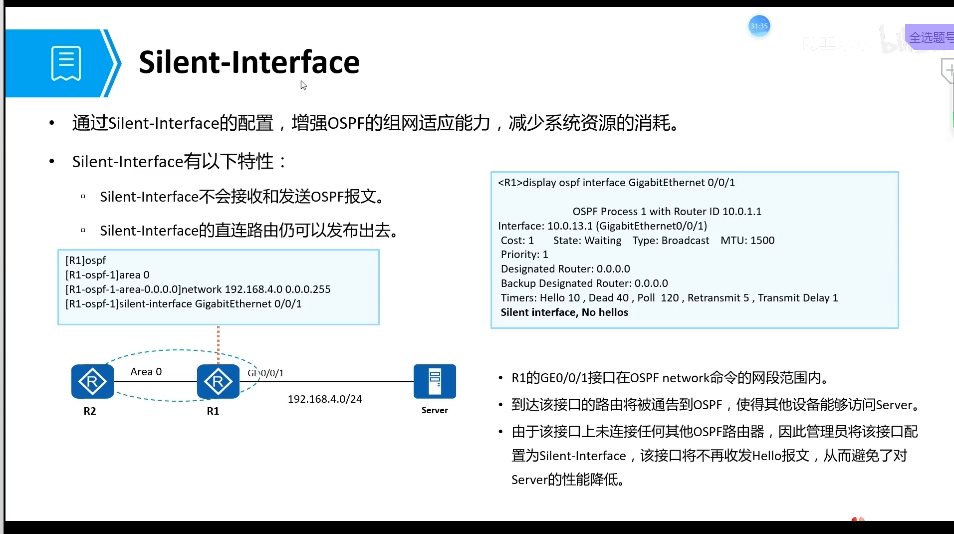 31:35
全选题号
Silent-Interface
• 通过Silent-Interface的配置，增强OSPF的组网适应能力，减少系统资源的消耗。
• Silent-Interface有以下特性：
▫ Silent-Interface不会接收和发送OSPF报文。
▫ Silent-Interface的直连路由仍可以发布出去。
[R1]ospf
[R1-ospf-1]area 0
[R1-ospf-1-area-0.0.0.0]network 192.168.4.0 0.0.0.255
[R1-ospf-1]silent-interface GigabitEthernet 0/0/1
Area 0
GE0/0/1
192.168.4.0/24
R
R
R2
R1
Server
<R1>display ospf interface GigabitEthernet 0/0/1
OSPF Process 1 with Router ID 10.0.1.1
Interface: 10.0.13.1 (GigabitEthernet0/0/1)
Cost: 1 State: Waiting Type: Broadcast MTU: 1500
Priority: 1
Designated Router: 0.0.0.0
Backup Designated Router: 0.0.0.0
Timers: Hello 10 , Dead 40 , Poll 120 , Retransmit 5 , Transmit Delay 1
Silent interface, No hellos
• R1的GE0/0/1接口在OSPF network命令的网段范围内。
• 到达该接口的路由将被通告到OSPF，使得其他设备能够访问Server。
• 由于该接口上未连接任何其他OSPF路由器，因此管理员将该接口配
置为Silent-Interface，该接口将不再收发Hello报文，从而避免了对
Server的性能降低。